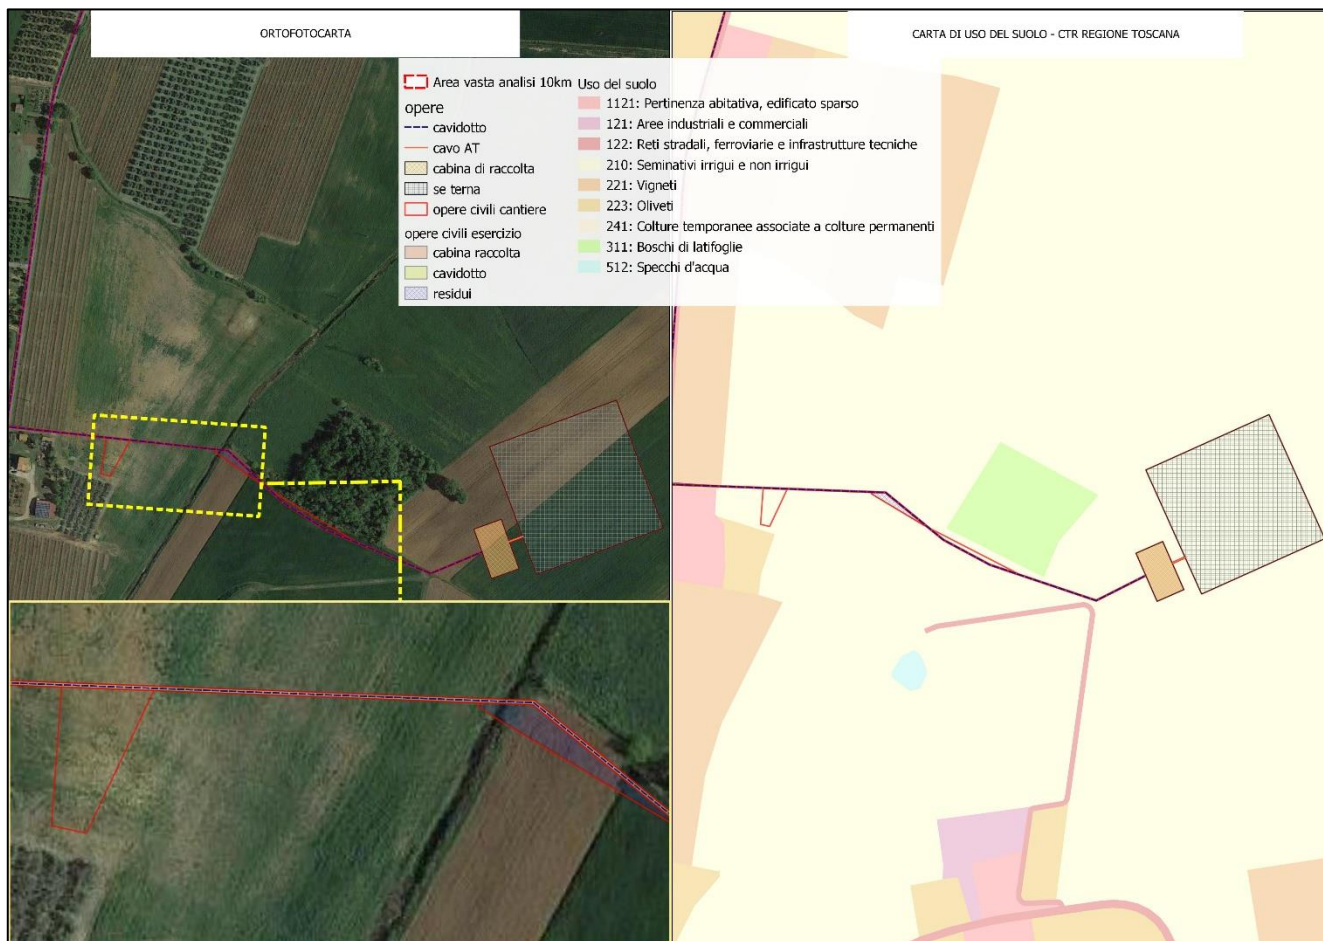 ORTOFOTOCARTA
CARTA DI USO DEL SUOLO - CTR REGIONE TOSCANA
Area vasta analisi 10km
opere
cavidotto
cavo AT
cabina di raccolta
se terna
opere civili cantiere
opere civili esercizio
cabina raccolta
cavidotto
residui
Uso del suolo
1121: Pertinenza abitativa, edificato sparso
121: Aree industriali e commerciali
122: Reti stradali, ferroviarie e infrastrutture tecniche
210: Seminativi irrigui e non irrigui
221: Vigneti
223: Oliveti
241: Colture temporanee associate a colture permanenti
311: Boschi di latifoglie
512: Specchi d'acqua